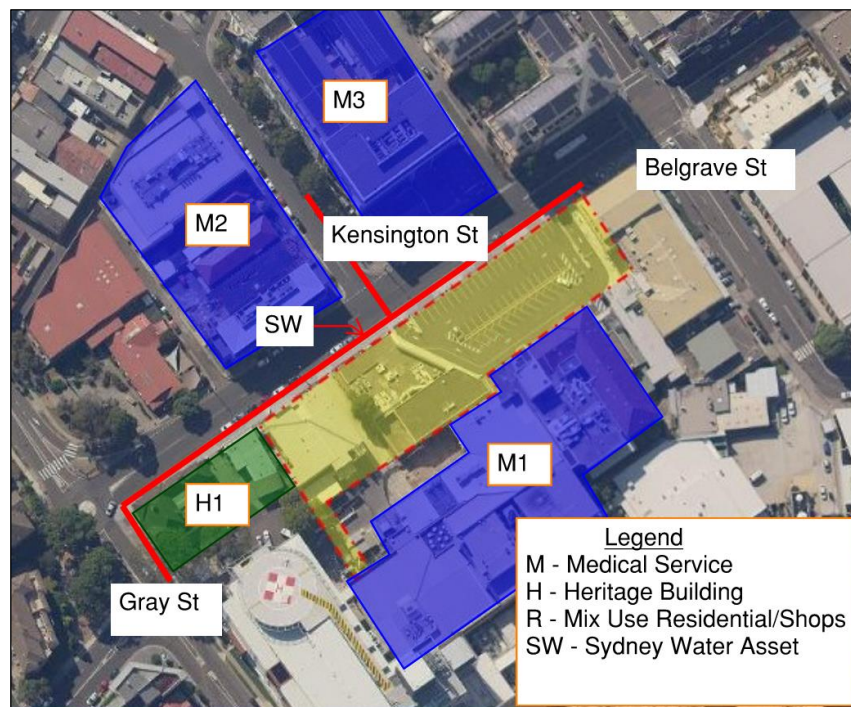 M3
Belgrave St
M2
Kensington St
SW
M1
H1
Gray St
Legend
M - Medical Service
H - Heritage Building
R - Mix Use Residential/Shops
SW - Sydney Water Asset